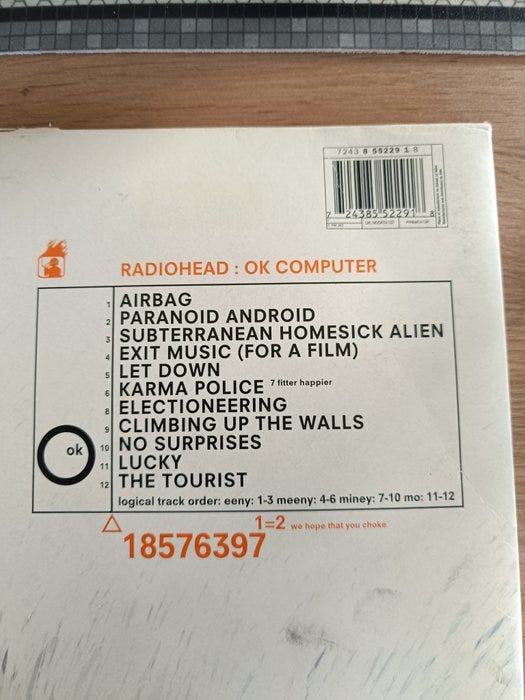 7243 8 55229 1 8
7 24385 52291 8
RADIOHEAD : OK COMPUTER
1 AIRBAG
2 PARANOID ANDROID
3 SUBTERRANEAN HOMESICK ALIEN
4 EXIT MUSIC (FOR A FILM)
5 LET DOWN
6 KARMA POLICE 7 fitter happier
8 ELECTIONEERING
9 CLIMBING UP THE WALLS
ok
10 NO SURPRISES
11 LUCKY
12 THE TOURIST
logical track order: eeny: 1-3 meeny: 4-6 miney: 7-10 mo: 11-12
1=2 we hope that you choke
18576397